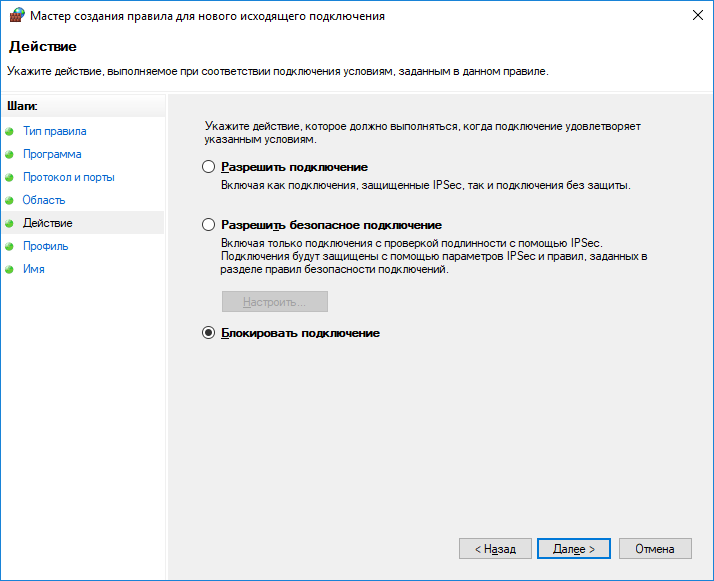 Мастер создания правила для нового исходящего подключения
Действие
Укажите действие, выполняемое при соответствии подключения условиям, заданным в данном правиле.
Шаги:
Тип правила
Программа
Протокол и порты
Область
Действие
Профиль
Имя
Укажите действие, которое должно выполняться, когда подключение удовлетворяет
указанным условиям.
Разрешить подключение
Включая как подключения, защищенные IPSec, так и подключения без защиты.
Разрешить безопасное подключение
Включая только подключения с проверкой подлинности с помощью IPSec.
Подключения будут защищены с помощью параметров IPSec и правил, заданных в
разделе правил безопасности подключений.
Настроить...
Блокировать подключение
< Назад
Далее >
Отмена